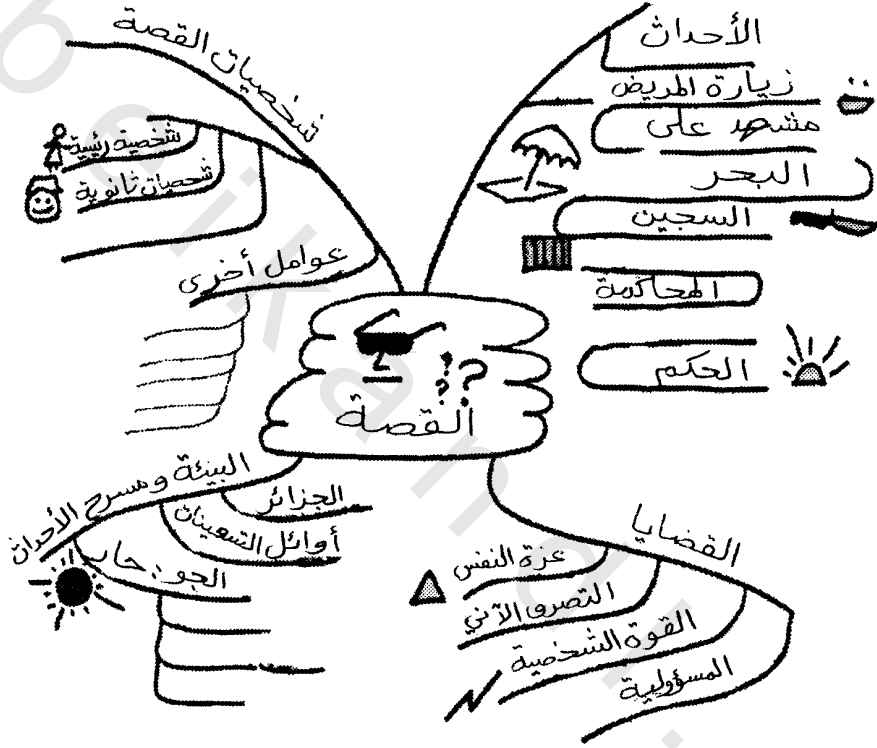 الأحداث
زيارة المريض
مشهد على
البحر
السجين
المحاكمة
الحكم
شخصيات القصة
شخصية رئيسية
شخصيات ثانوية
عوامل أخرى
القصة
؟
؟
؟
البيئة ومسرح الأحداث
الجزائر
أوائل التسعينات
الجو: حار
القضايا
عزة النفس
التصرف الآني
القوة الشخصية
المسؤولية